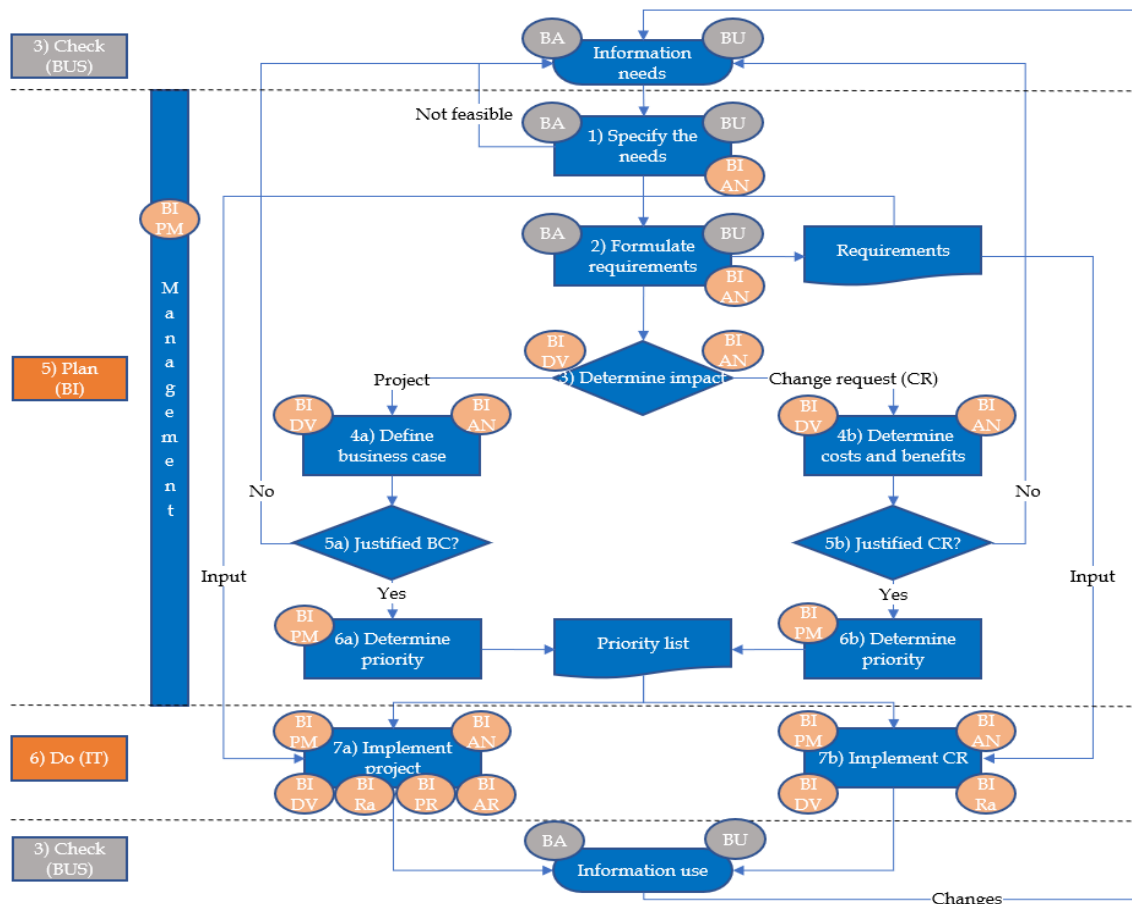 3) Check
(BUS)
BA
BU
Information
needs
Not feasible
BA
BU
1) Specify the
needs
BI
AN
BI
PM
Management
BA
BU
2) Formulate
requirements
BI
AN
Requirements
5) Plan
(BI)
BI
DV
BI
AN
3) Determine impact
Project
Change request (CR)
BI
DV
BI
AN
4a) Define
business case
BI
DV
BI
AN
4b) Determine
costs and benefits
No
No
5a) Justified BC?
5b) Justified CR?
Input
Input
Yes
Yes
BI
PM
6a) Determine
priority
Priority list
BI
PM
6b) Determine
priority
6) Do (IT)
BI
PM
BI
AN
7a) Implement
project
BI
DV
BI
Ra
BI
PR
BI
AR
BI
PM
BI
AN
7b) Implement CR
BI
DV
BI
Ra
3) Check
(BUS)
BA
BU
Information use
Changes